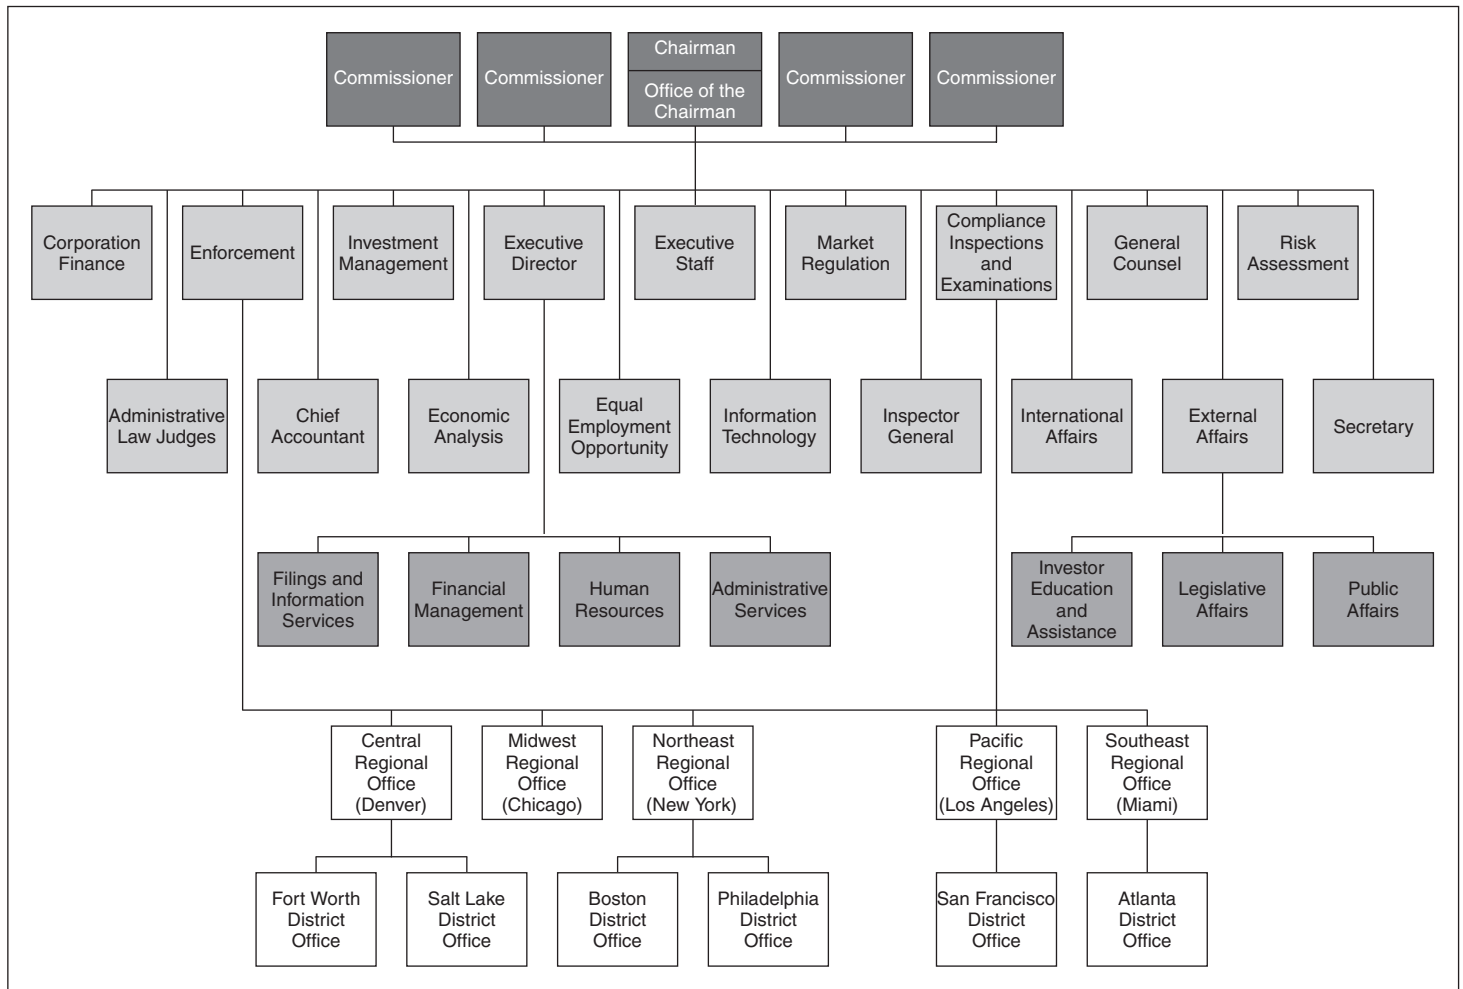 Commissioner
Commissioner
Chairman
Office of the
Chairman
Commissioner
Commissioner
Corporation
Finance
Enforcement
Investment
Management
Executive
Director
Executive
Staff
Market
Regulation
Compliance
Inspections
and
Examinations
General
Counsel
Risk
Assessment
Administrative
Law Judges
Chief
Accountant
Economic
Analysis
Equal
Employment
Opportunity
Information
Technology
Inspector
General
International
Affairs
External
Affairs
Secretary
Filings and
Information
Services
Financial
Management
Human
Resources
Administrative
Services
Investor
Education
and
Assistance
Legislative
Affairs
Public
Affairs
Central
Regional
Office
(Denver)
Midwest
Regional
Office
(Chicago)
Northeast
Regional
Office
(New York)
Pacific
Regional
Office
(Los Angeles)
Southeast
Regional
Office
(Miami)
Fort Worth
District
Office
Salt Lake
District
Office
Boston
District
Office
Philadelphia
District
Office
San Francisco
District
Office
Atlanta
District
Office